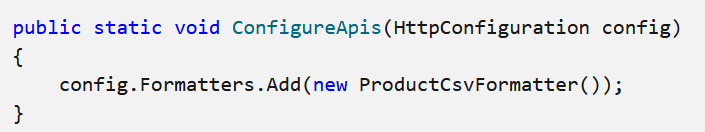 public static void ConfigureApis(HttpConfiguration config)
{
    config.Formatters.Add(new ProductCsvFormatter());
}